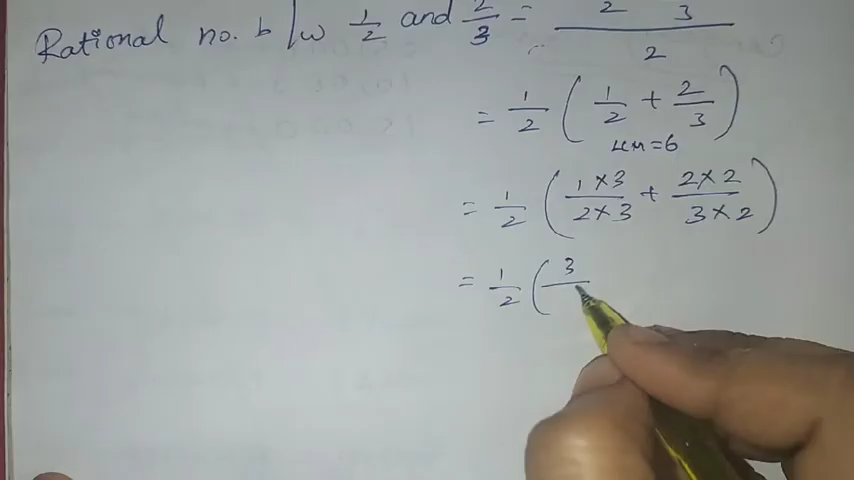 Rational no. b/w 1/2 and 2/3 = 2 3 / 2
= 1/2 ( 1/2 + 2/3 )
LCM = 6
= 1/2 ( 1×3/2×3 + 2×2/3×2 )
= 1/2 ( 3